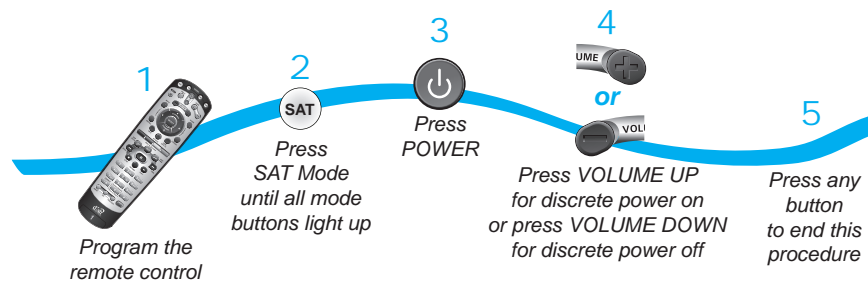 1
Program the
remote control
2
SAT
Press
SAT Mode
until all mode
buttons light up
3
Press
POWER
4
UME
or
VOLU
Press VOLUME UP
for discrete power on
or press VOLUME DOWN
for discrete power off
5
Press any
button
to end this
procedure